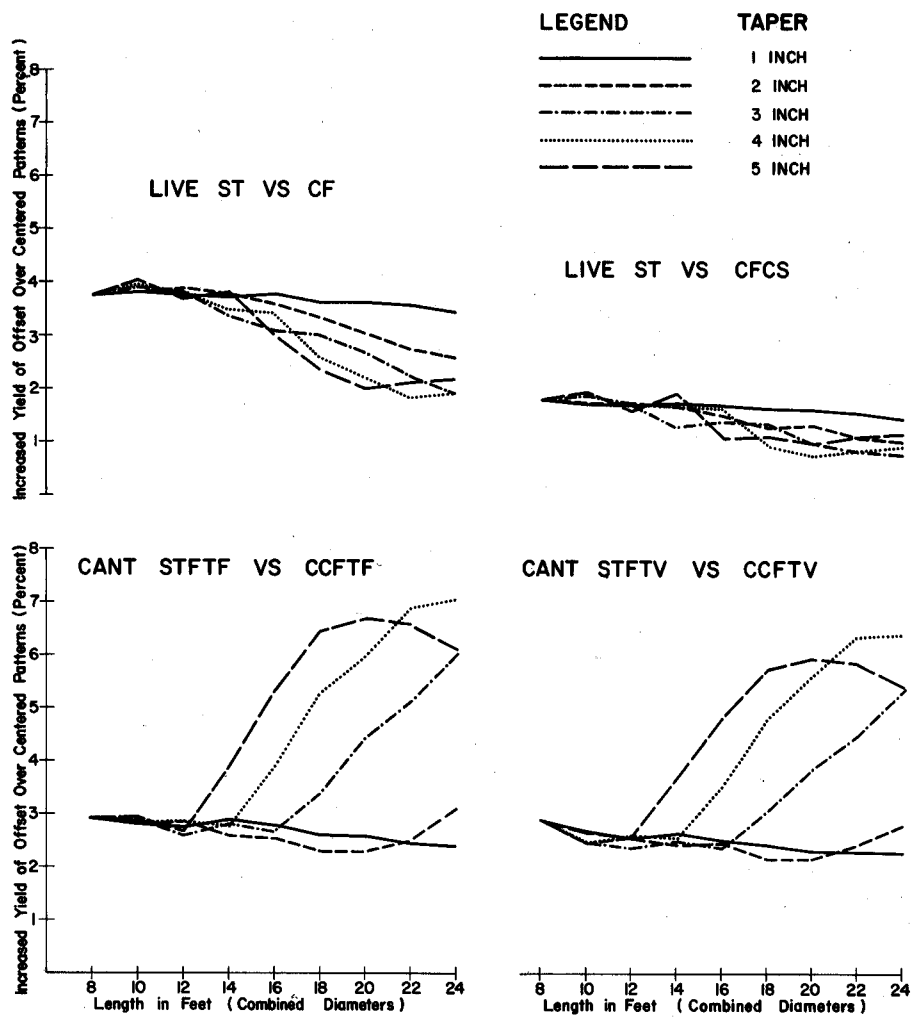 LEGEND TAPER
1 INCH
2 INCH
3 INCH
4 INCH
5 INCH
Increased Yield of Offset Over Centered Patterns (Percent)
8
7
6
5
4
3
2
1
LIVE ST VS CF
LIVE ST VS CFCS
Increased Yield of Offset Over Centered Patterns (Percent)
8
7
6
5
4
3
2
1
CANT STFTF VS CCFTF
CANT STFTV VS CCFTV
8 10 12 14 16 18 20 22 24
Length in Feet (Combined Diameters)
8 10 12 14 16 18 20 22 24
Length in Feet (Combined Diameters)